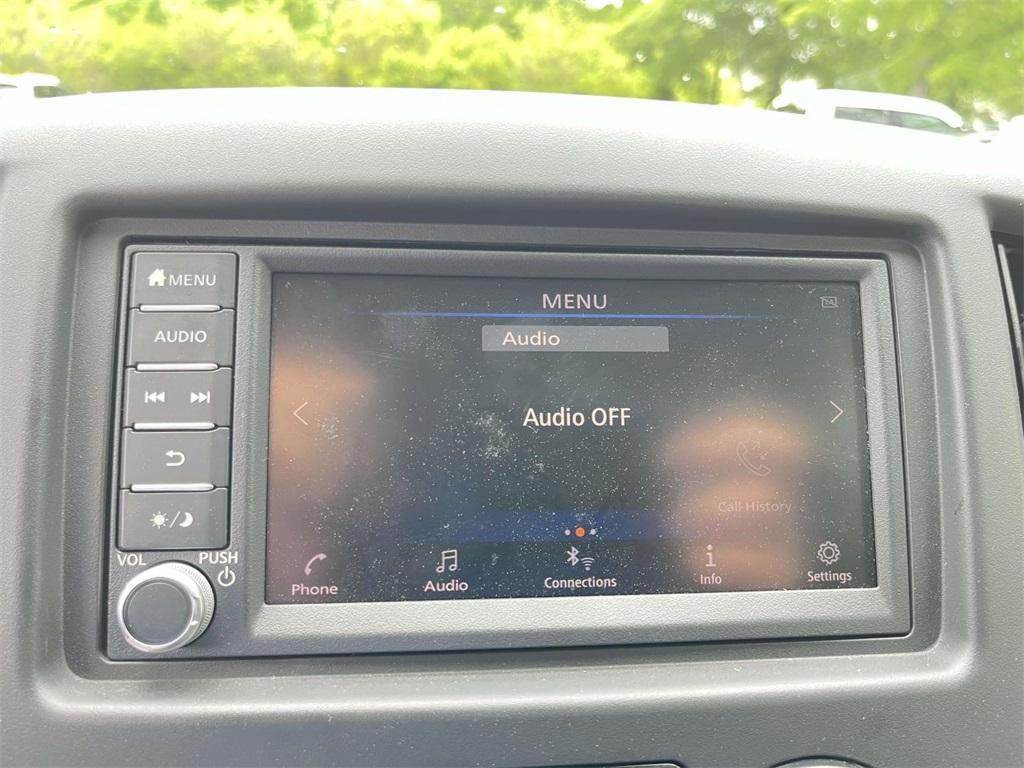 MENU
AUDIO
VOL
PUSH
MENU
Audio
Audio OFF
Call History
Phone
Audio
Connections
Info
Settings